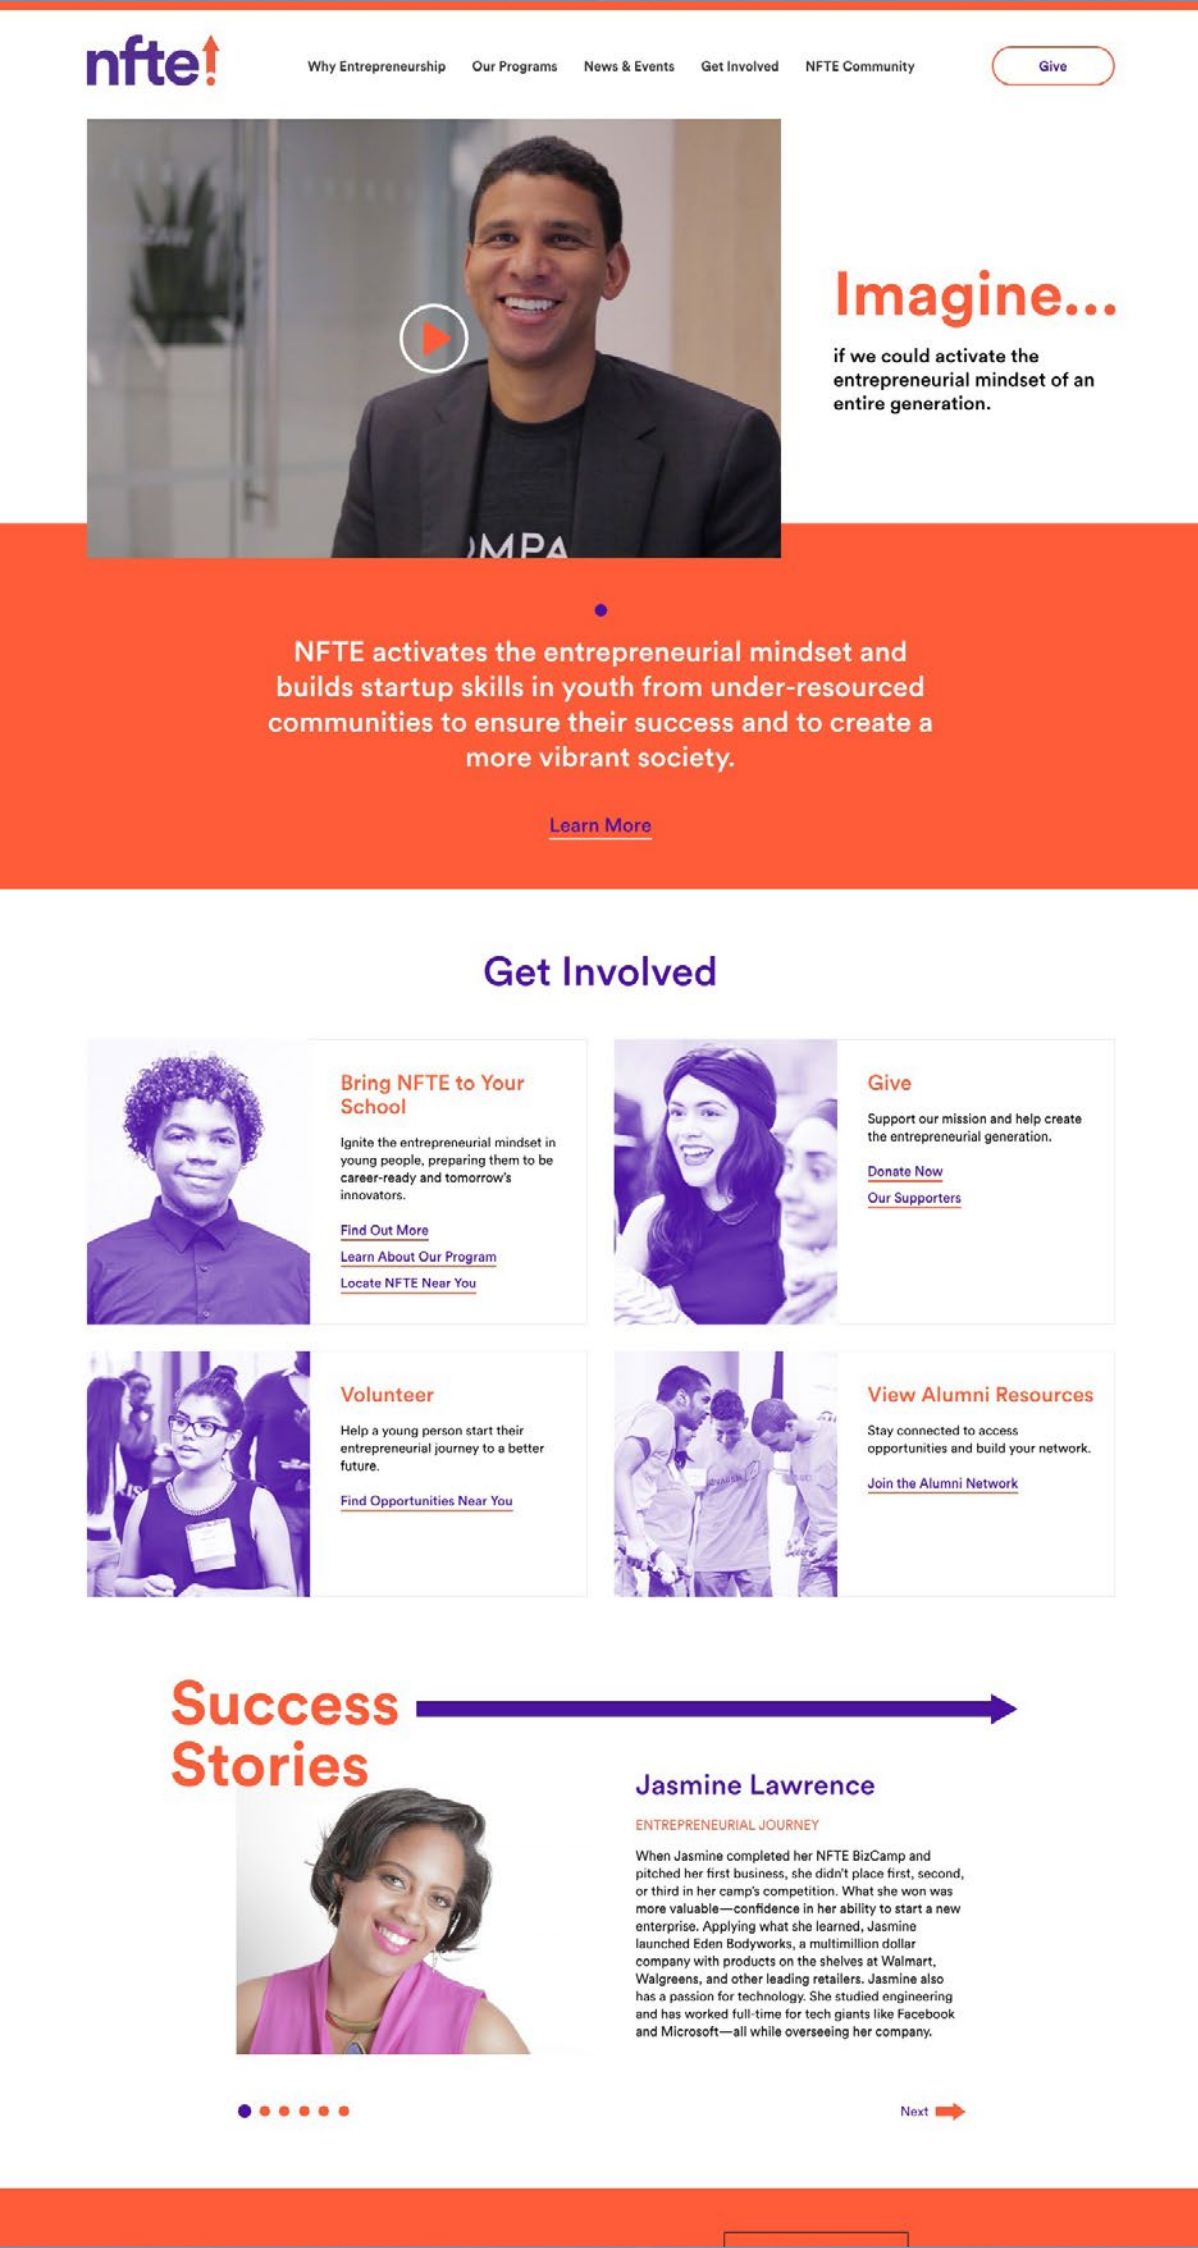 nfte!
Why Entrepreneurship
Our Programs
News & Events
Get Involved
NFTE Community
Give
Imagine...
if we could activate the
entrepreneurial mindset of an
entire generation.
NFTE activates the entrepreneurial mindset and
builds startup skills in youth from under-resourced
communities to ensure their success and to create a
more vibrant society.
Learn More
Get Involved
Bring NFTE to Your
School
Ignite the entrepreneurial mindset in
young people, preparing them to be
career-ready and tomorrow's
innovators.
Find Out More
Learn About Our Program
Locate NFTE Near You
Give
Support our mission and help create
the entrepreneurial generation.
Donate Now
Our Supporters
Volunteer
Help a young person start their
entrepreneurial journey to a better
future.
Find Opportunities Near You
View Alumni Resources
Stay connected to access
opportunities and build your network.
Join the Alumni Network
Success
Stories
Jasmine Lawrence
ENTREPRENEURIAL JOURNEY
When Jasmine completed her NFTE BizCamp and
pitched her first business, she didn't place first, second,
or third in her camp's competition. What she won was
more valuable—confidence in her ability to start a new
enterprise. Applying what she learned, Jasmine
launched Eden Bodyworks, a multimillion dollar
company with products on the shelves at Walmart,
Walgreens, and other leading retailers. Jasmine also
has a passion for technology. She studied engineering
and has worked full-time for tech giants like Facebook
and Microsoft—all while overseeing her company.
Next